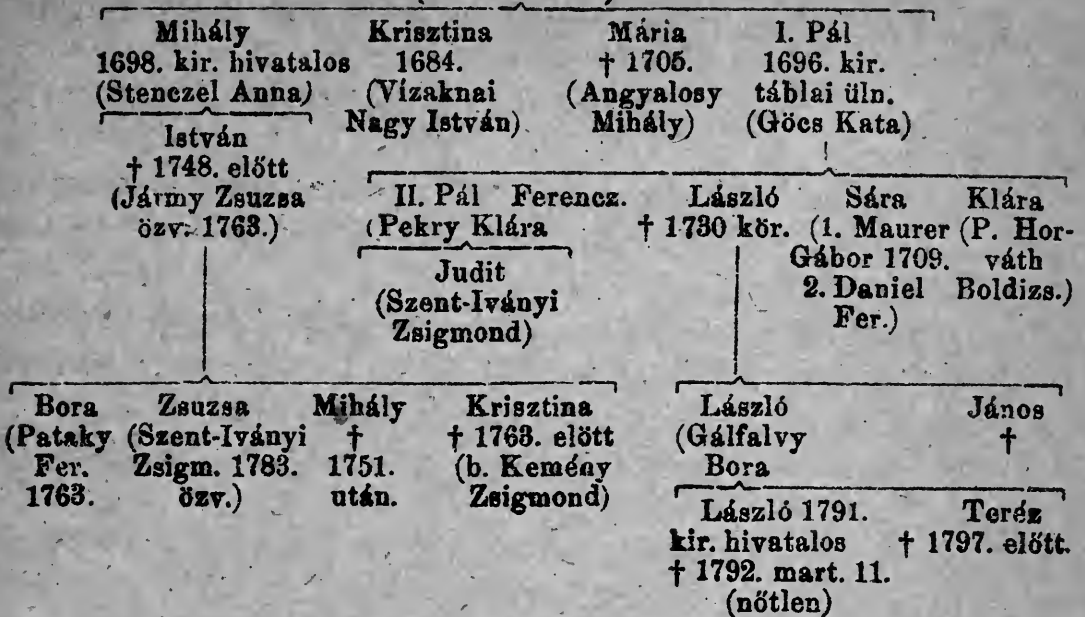 Mihály Krisztina Mária I. Pál
1698. kir. hivatalos 1684. † 1705. 1696. kir.
(Stenczel Anna) (Vízaknai (Angyalosy táblai üln.
Nagy István) Mihály) (Göcs Kata)
István
† 1748. előtt
(Jármy Zsuzsa II. Pál Ferencz. László Sára Klára
özv. 1763.) (Pekry Klára † 1730 kör. (1. Maurer (P. Hor-
Judit Gábor 1709. váth
(Szent-Iványi 2. Daniel Boldizs.)
Zsigmond) Fer.)
Bora Zsuzsa Mihály Krisztina László János
(Pataky (Szent-Iványi † † 1763. előtt (Gálfalvy †
Fer. Zsigm. 1783. 1751. (b. Kemény Bora
1763. özv.) után. Zsigmond)
László 1791. Teréz
kir. hivatalos † 1797. előtt.
† 1792. mart. 11.
(nőtlen)